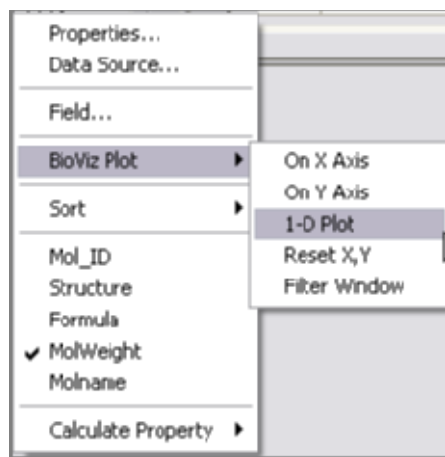 Properties...
Data Source...
Field...
BioViz Plot
Sort
Mol_ID
Structure
Formula
MolWeight
Molname
Calculate Property
On X Axis
On Y Axis
1-D Plot
Reset X,Y
Filter Window